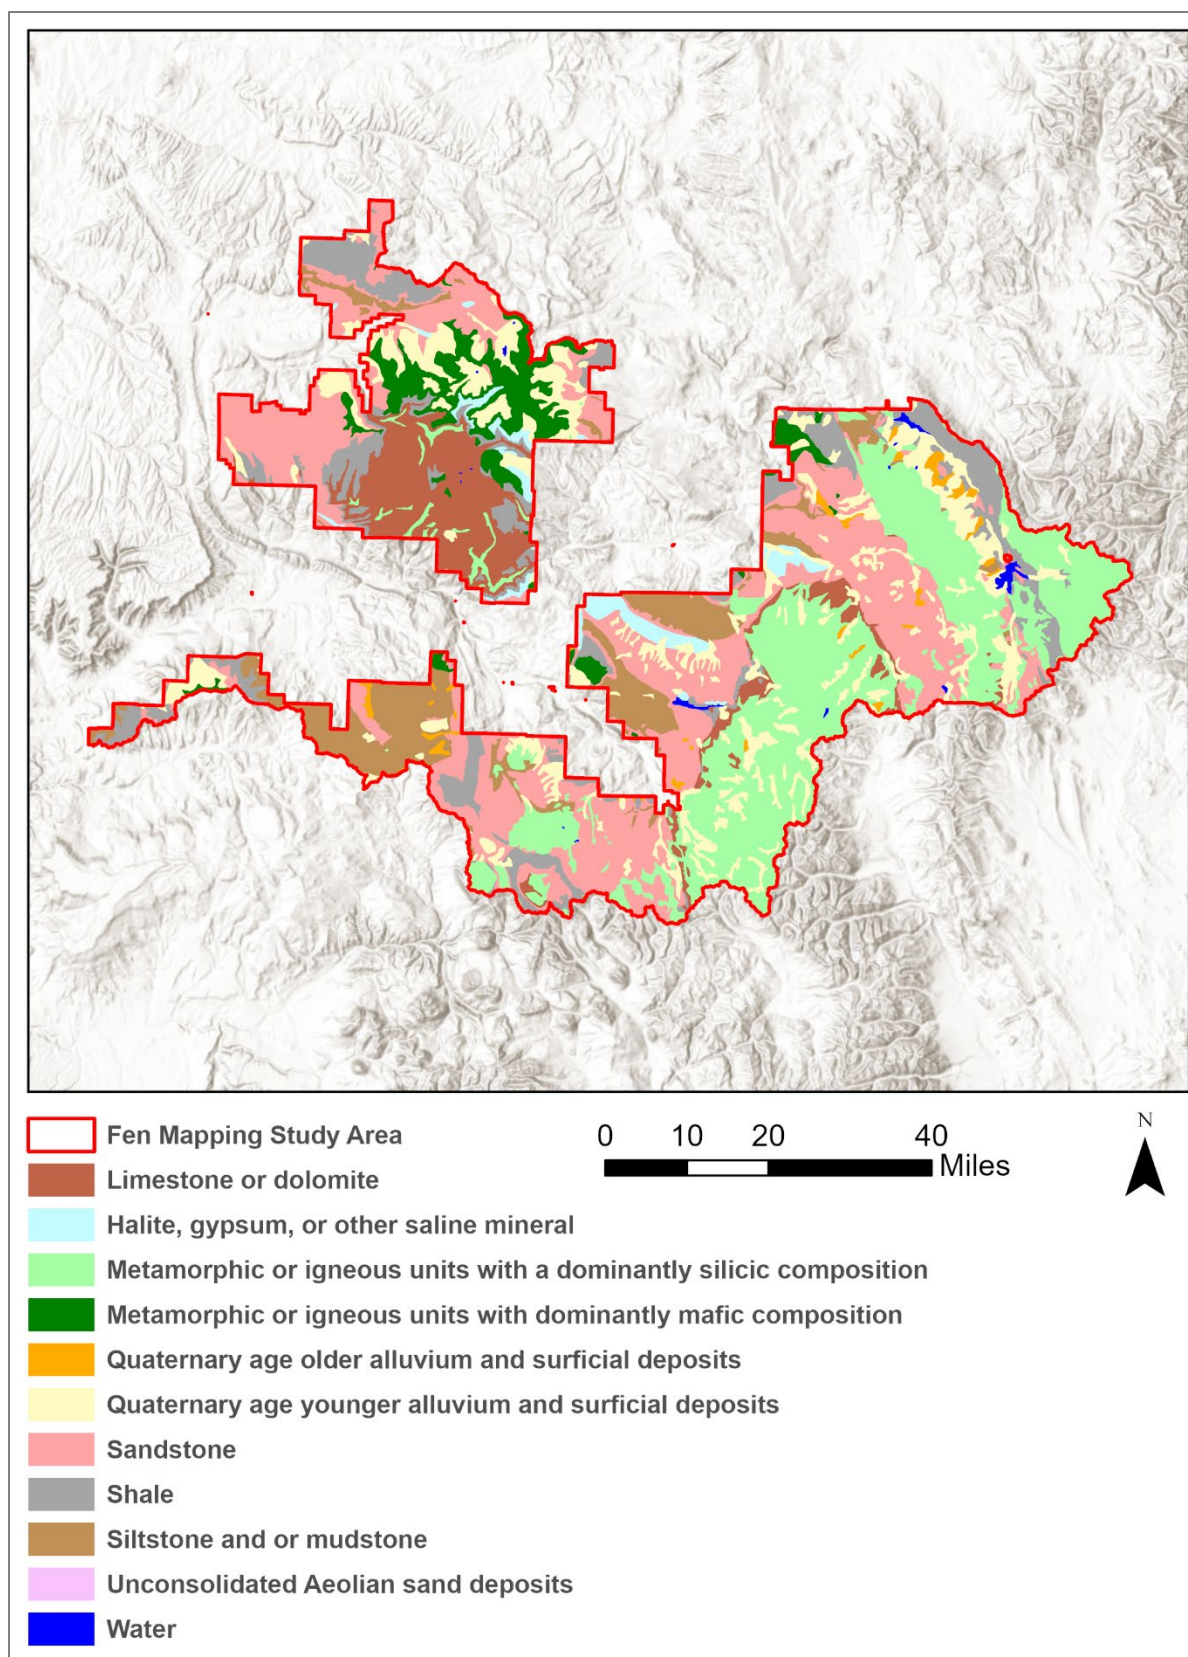 Fen Mapping Study Area
0 10 20 40
Miles
N
Limestone or dolomite
Halite, gypsum, or other saline mineral
Metamorphic or igneous units with a dominantly silicic composition
Metamorphic or igneous units with dominantly mafic composition
Quaternary age older alluvium and surficial deposits
Quaternary age younger alluvium and surficial deposits
Sandstone
Shale
Siltstone and or mudstone
Unconsolidated Aeolian sand deposits
Water